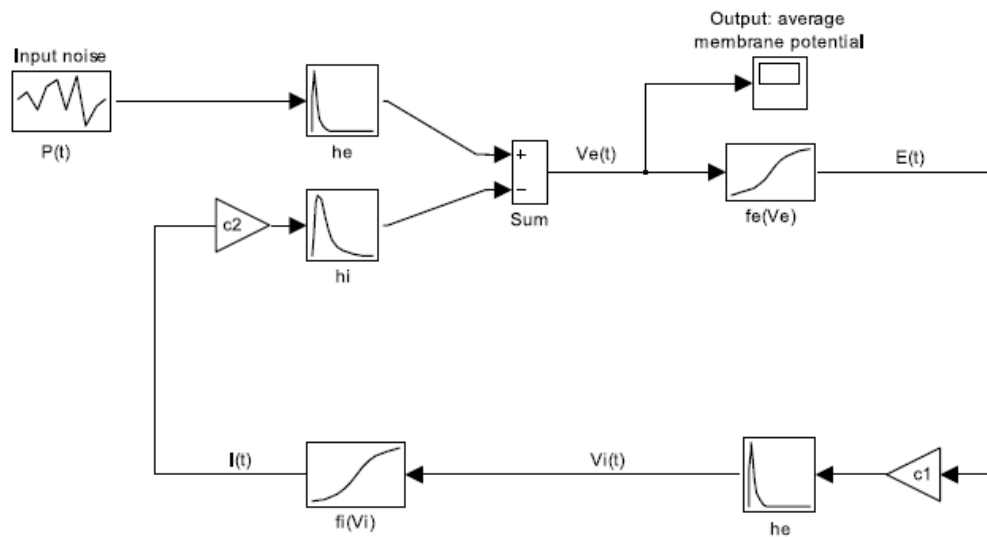 Output: average
membrane potential
Input noise
P(t)
he
+
−
Sum
Ve(t)
fe(Ve)
E(t)
c2
hi
I(t)
fi(Vi)
Vi(t)
he
c1